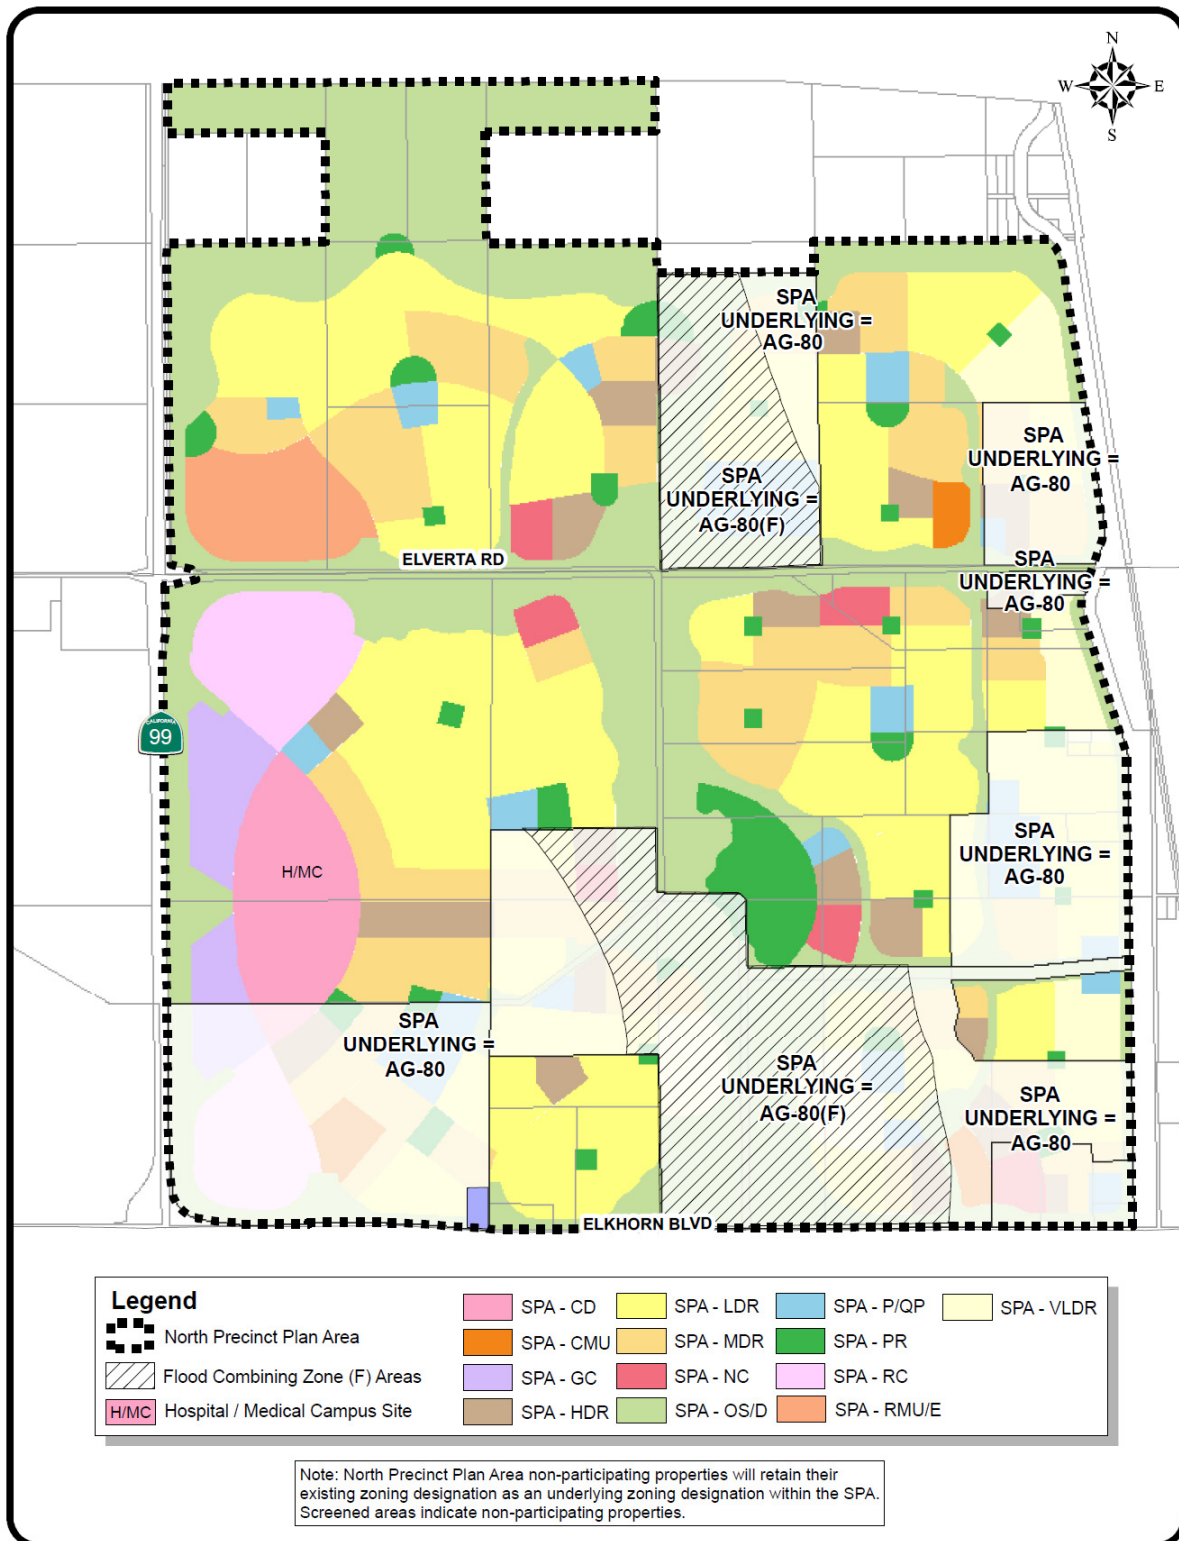 N
W
E
S
SPA
UNDERLYING =
AG-80
SPA
UNDERLYING =
AG-80
SPA
UNDERLYING =
AG-80(F)
ELVERTA RD
SPA
UNDERLYING =
AG-80
CALIFORNIA
99
H/MC
SPA
UNDERLYING =
AG-80
SPA
UNDERLYING =
AG-80
SPA
UNDERLYING =
AG-80(F)
SPA
UNDERLYING =
AG-80
ELKHORN BLVD
Legend
North Precinct Plan Area
Flood Combining Zone (F) Areas
H/MC Hospital / Medical Campus Site
SPA - CD
SPA - CMU
SPA - GC
SPA - HDR
SPA - LDR
SPA - MDR
SPA - NC
SPA - OS/D
SPA - P/QP
SPA - PR
SPA - RC
SPA - RMU/E
SPA - VLDR
Note: North Precinct Plan Area non-participating properties will retain their
existing zoning designation as an underlying zoning designation within the SPA.
Screened areas indicate non-participating properties.